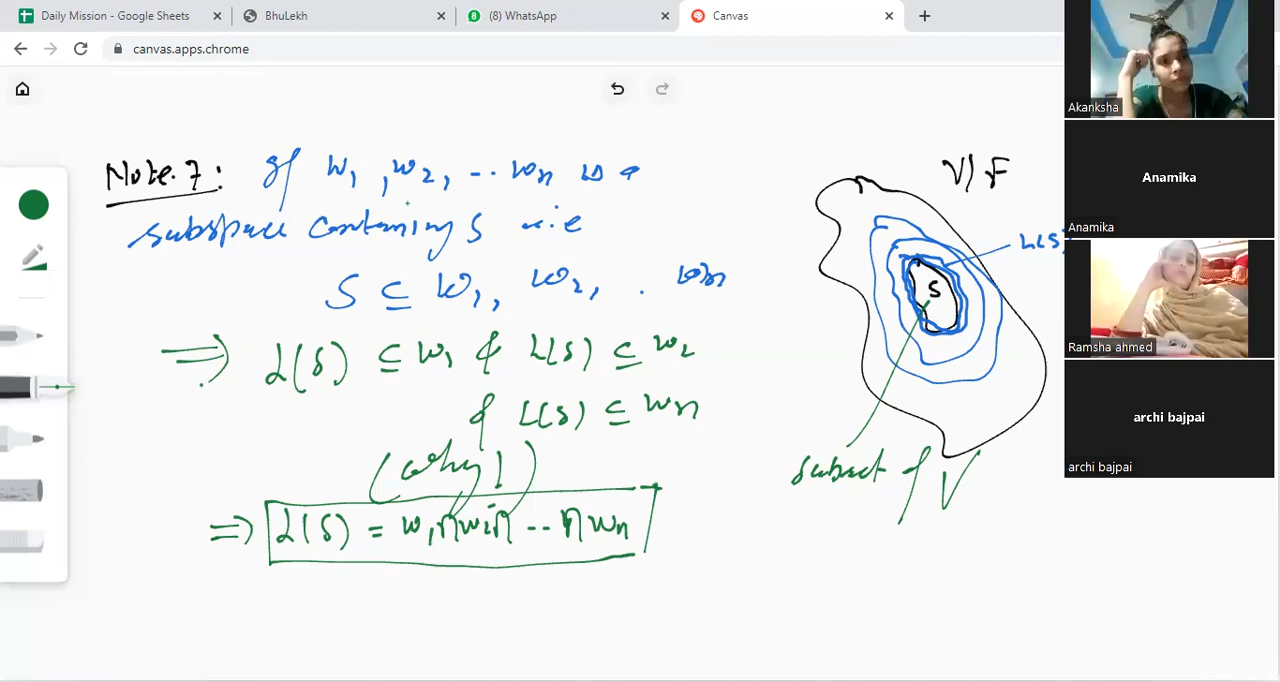 Daily Mission - Google Sheets
BhuLekh
(8) WhatsApp
Canvas
canvas.apps.chrome
Note.7: If W1, W2, ... Wn is a
subspace containing S i.e
S ⊆ W1, W2, . Wn
⇒ L(S) ⊆ W1 & L(S) ⊆ W2
& L(S) ⊆ Wn
(why)
⇒ L(S) = W1∩W2∩ -- ∩ Wn
V/F
L(S)
S
subset of V
Akanksha
Anamika
Anamika
Ramsha ahmed
archi bajpai
archi bajpai